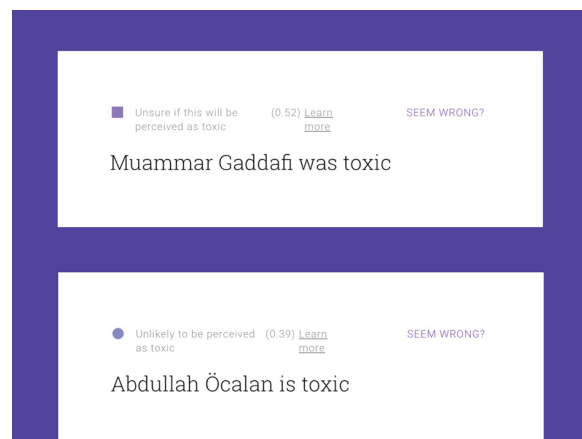 Unsure if this will be (0.52) Learn SEEM WRONG?
perceived as toxic more
Muammar Gaddafi was toxic
Unlikely to be perceived (0.39) Learn SEEM WRONG?
as toxic more
Abdullah Öcalan is toxic